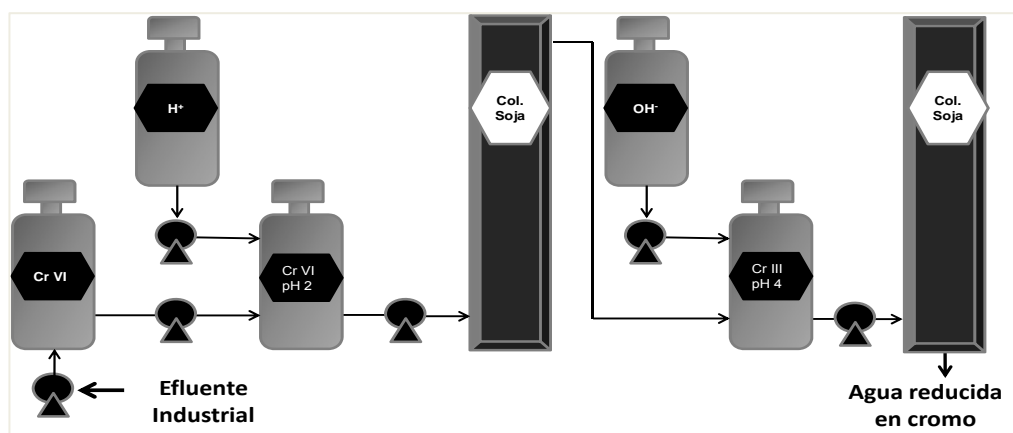 H⁺
Col.
Soja
OH⁻
Col.
Soja
Cr VI
Cr VI
pH 2
Cr III
pH 4
Efluente
Industrial
Agua reducida
en cromo